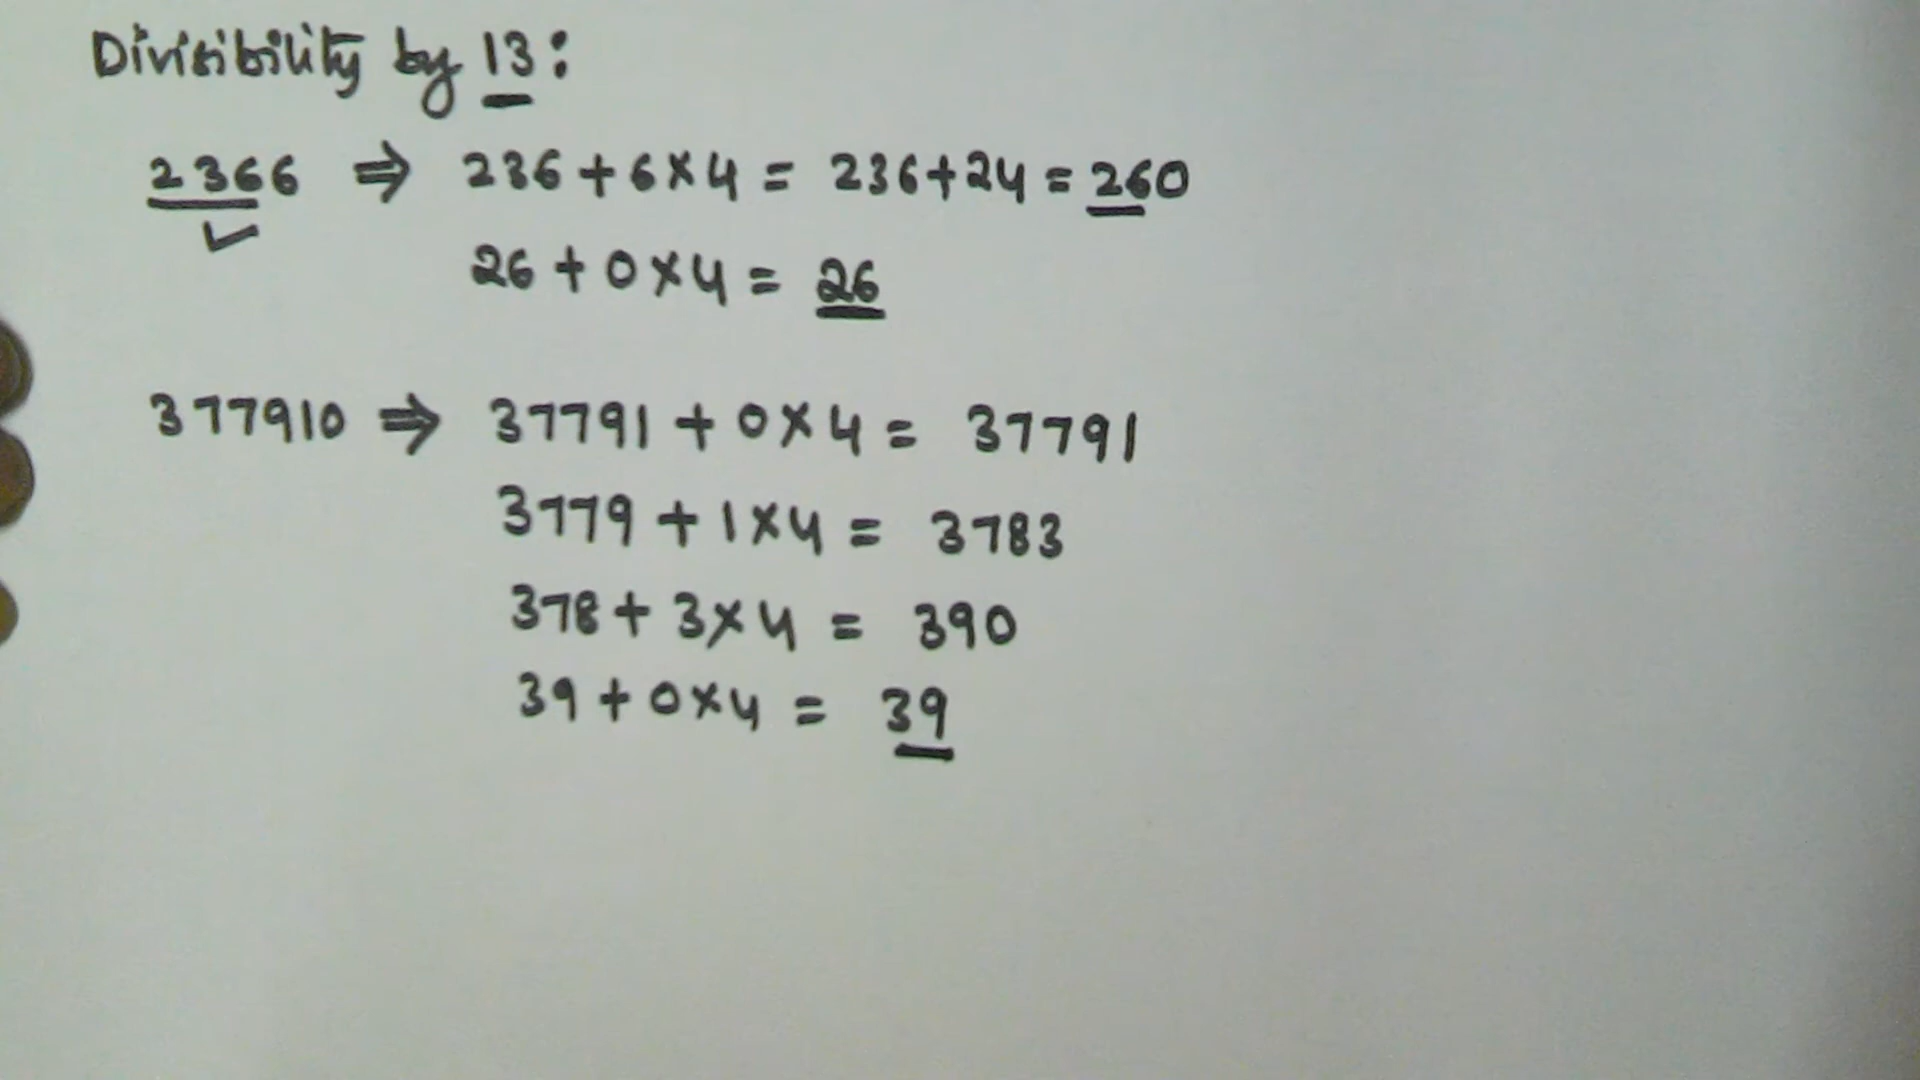 Divisibility by 13:
2366 ⇒ 236 + 6 × 4 = 236 + 24 = 260
26 + 0 × 4 = 26
377910 ⇒ 37791 + 0 × 4 = 37791
3779 + 1 × 4 = 3783
378 + 3 × 4 = 390
39 + 0 × 4 = 39